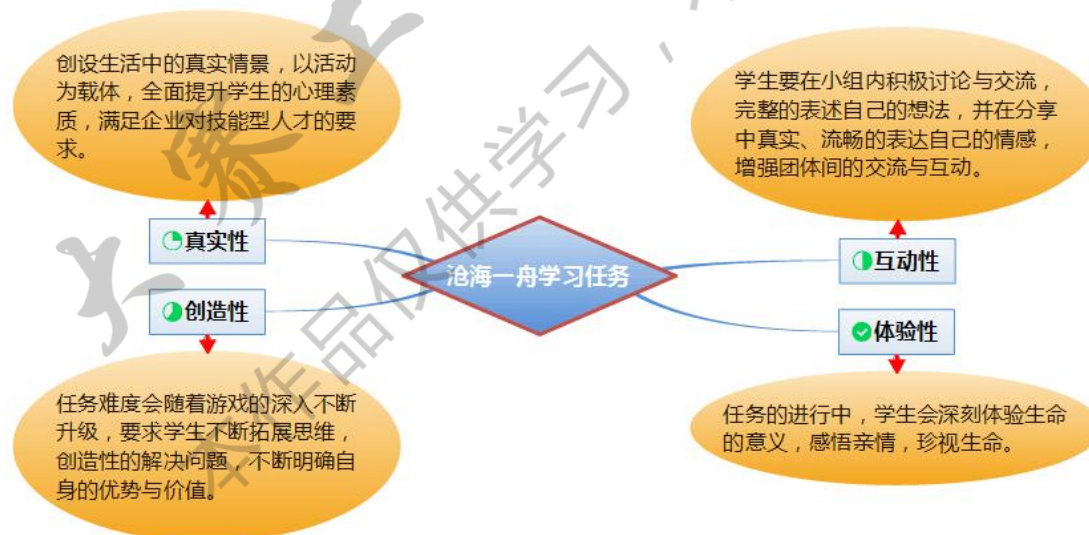 创设生活中的真实情景，以活动
为载体，全面提升学生的心理素
质，满足企业对技能型人才的要
求。
真实性
创造性
任务难度会随着游戏的深入不断
升级，要求学生不断拓展思维，
创造性的解决问题，不断明确自
身的优势与价值。
沧海一舟学习任务
学生要在小组内积极讨论与交流，
完整的表述自己的想法，并在分享
中真实、流畅的表达自己的情感，
增强团体间的交流与互动。
互动性
体验性
任务的进行中，学生会深刻体验生命
的意义，感悟亲情，珍视生命。
大赛
本作品仅供学习，